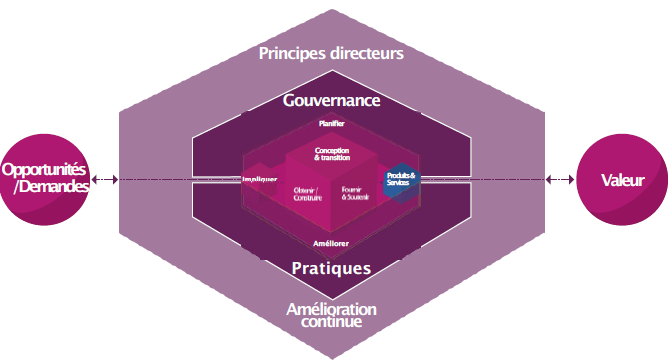 Principes directeurs
Gouvernance
Planifier
Conception
& transition
Opportunités
/Demandes
Impliquer
Obtenir /
Construire
Fournir
& Soutenir
Produits &
Services
Valeur
Améliorer
Pratiques
Amélioration
continue